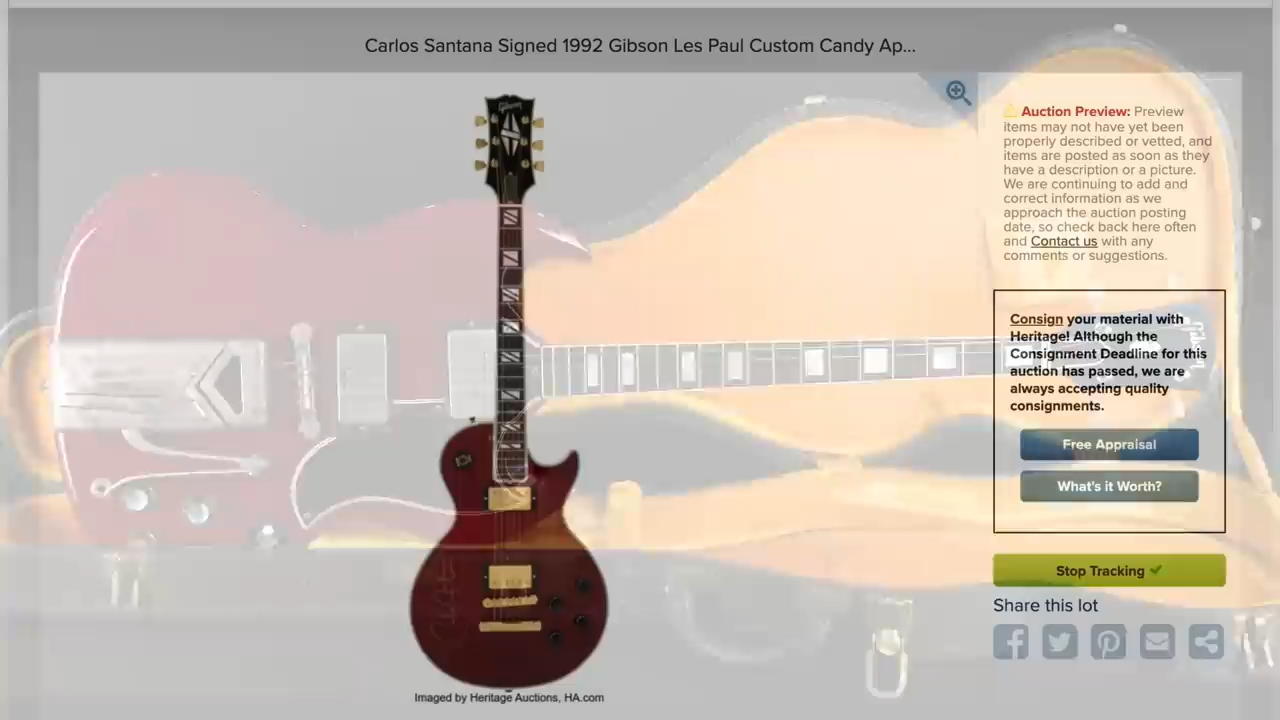 Carlos Santana Signed 1992 Gibson Les Paul Custom Candy Ap...
Gibson
Auction Preview: Preview
items may not have yet been
properly described or vetted, and
items are posted as soon as they
have a description or a picture.
We are continuing to add and
correct information as we
approach the auction posting
date, so check back here often
and Contact us with any
comments or suggestions.
Consign your material with
Heritage! Although the
Consignment Deadline for this
auction has passed, we are
always accepting quality
consignments.
Free Appraisal
What's it Worth?
Stop Tracking
Share this lot
Imaged by Heritage Auctions, HA.com